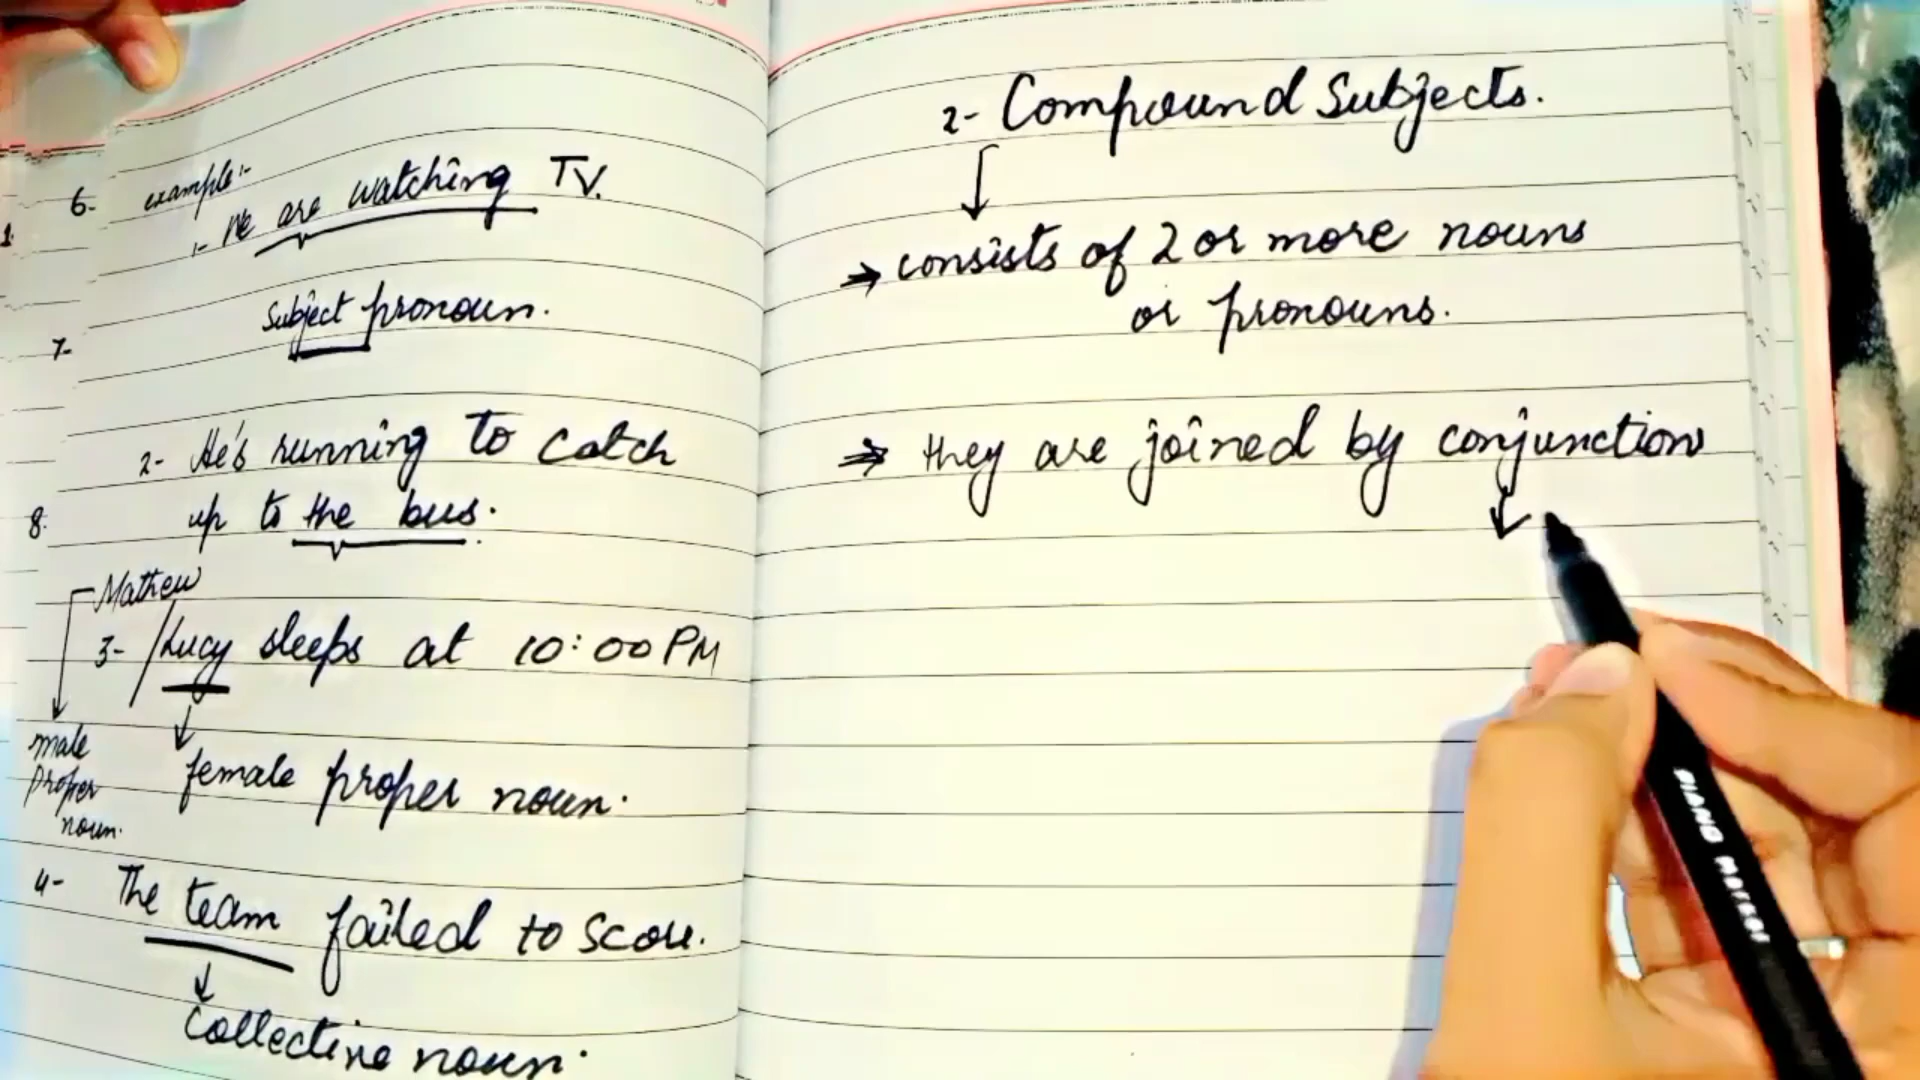 1.
6- example:-
1- We are watching TV.
Subject pronoun.
7-
2- He's running to catch
up to the bus.
8.
Mathew
3- /Lucy sleeps at 10:00 PM
male
proper
noun.
female proper noun.
4- The team failed to score.
Collective noun.
2- Compound Subjects.
consists of 2 or more nouns
or pronouns.
they are joined by conjunction
PIANO